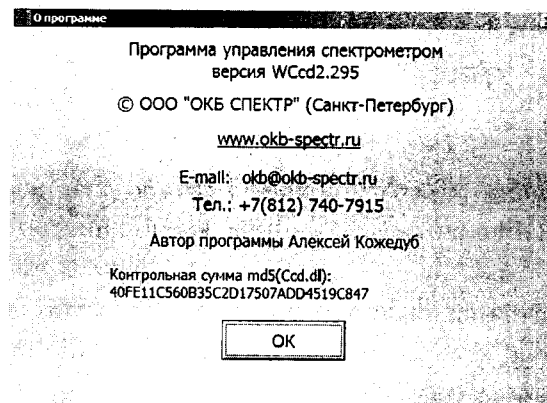 О программе
Программа управления спектрометром
версия WCcd2.295
© ООО "ОКБ СПЕКТР" (Санкт-Петербург)
www.okb-spectr.ru
E-mail: okb@okb-spectr.ru
Тел.: +7(812) 740-7915
Автор программы Алексей Кожедуб
Контрольная сумма md5(Ccd.dl):
40FE11C560B35C2D17507ADD4519C847
OK